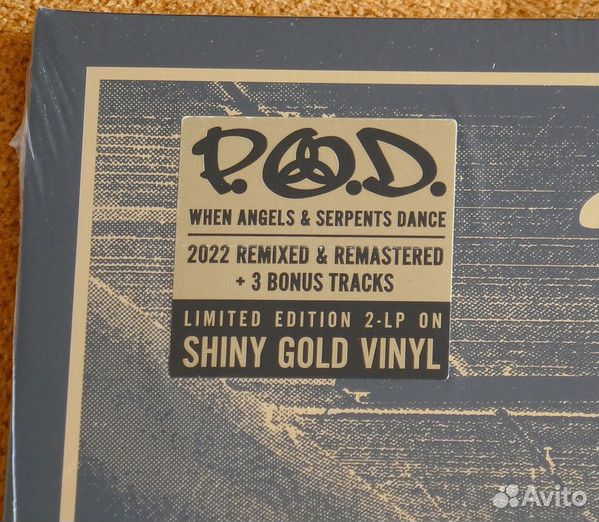 P.O.D.
WHEN ANGELS & SERPENTS DANCE
2022 REMIXED & REMASTERED
+ 3 BONUS TRACKS
LIMITED EDITION 2-LP ON
SHINY GOLD VINYL
Avito